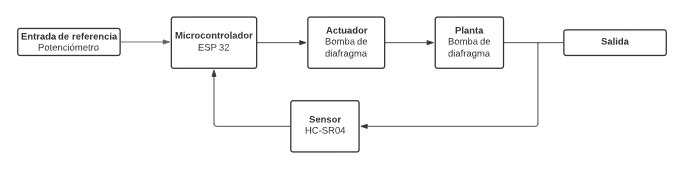 Entrada de referencia
Potenciómetro
Microcontrolador
ESP 32
Actuador
Bomba de
diafragma
Planta
Bomba de
diafragma
Salida
Sensor
HC-SR04